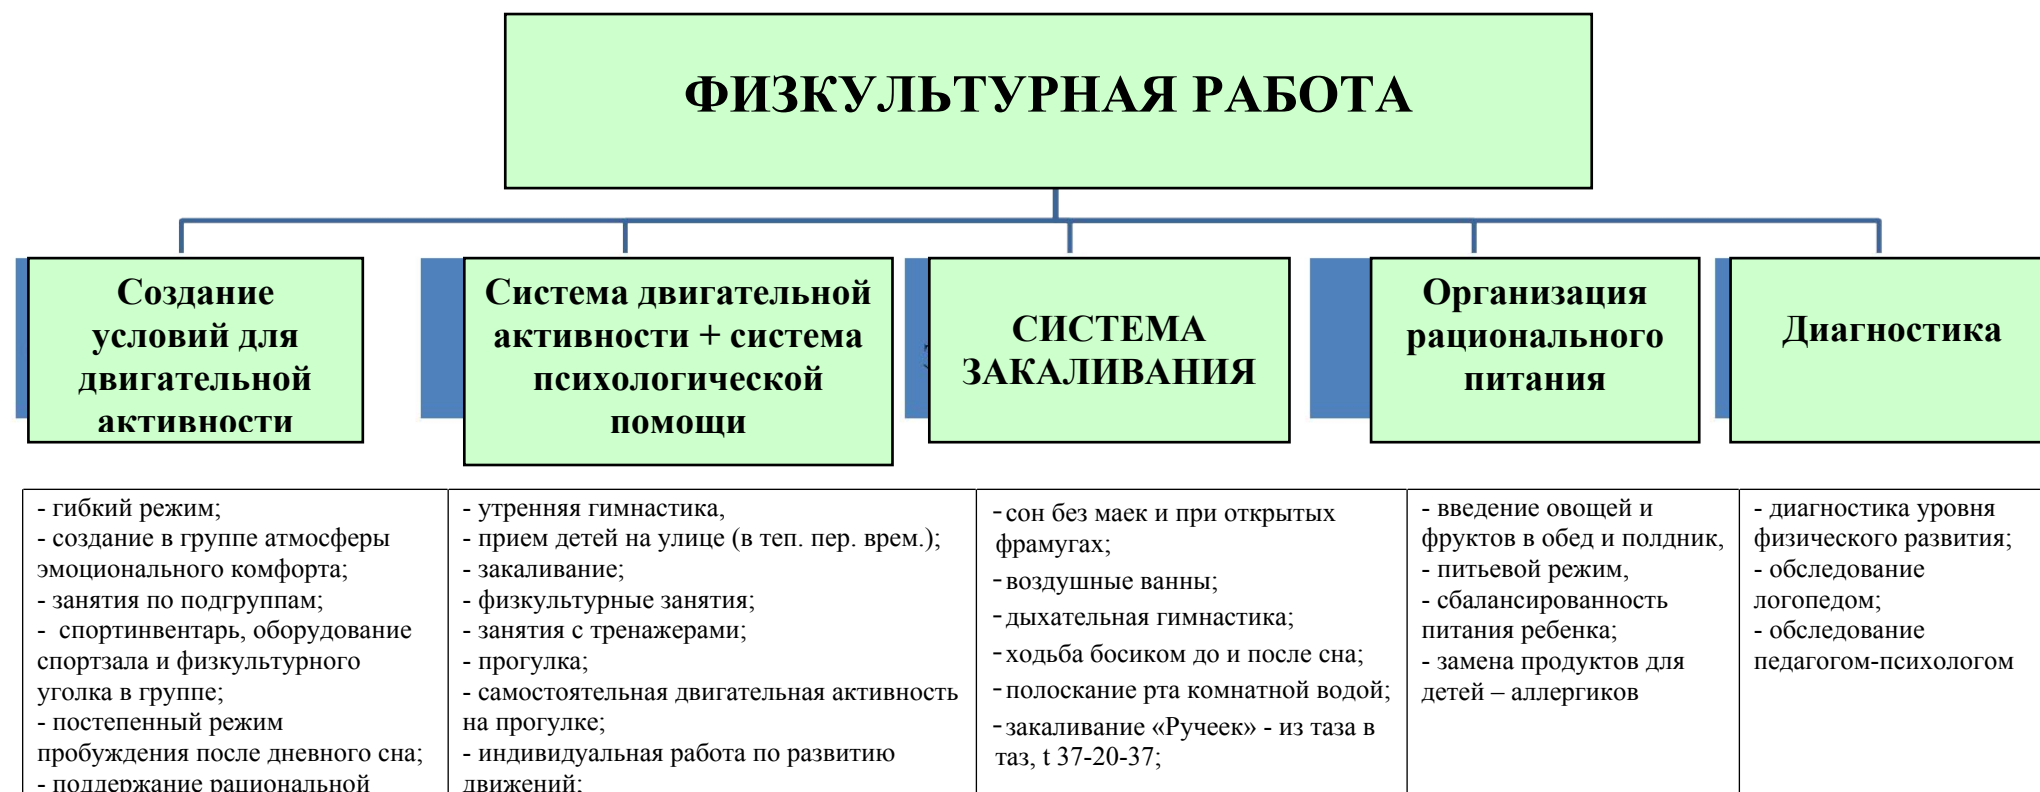 ФИЗКУЛЬТУРНАЯ РАБОТА
Создание
условий для
двигательной
активности
Система двигательной
активности + система
психологической
помощи
СИСТЕМА
ЗАКАЛИВАНИЯ
Организация
рационального
питания
Диагностика
- гибкий режим;
- создание в группе атмосферы
эмоционального комфорта;
- занятия по подгруппам;
- спортинвентарь, оборудование
спортзала и физкультурного
уголка в группе;
- постепенный режим
пробуждения после дневного сна;
- поддержание рациональной
- утренняя гимнастика,
- прием детей на улице (в теп. пер. врем.);
- закаливание;
- физкультурные занятия;
- занятия с тренажерами;
- прогулка;
- самостоятельная двигательная активность
на прогулке;
- индивидуальная работа по развитию
движений;
- сон без маек и при открытых
фрамугах;
- воздушные ванны;
- дыхательная гимнастика;
- ходьба босиком до и после сна;
- полоскание рта комнатной водой;
- закаливание «Ручеек» - из таза в
таз, t 37-20-37;
- введение овощей и
фруктов в обед и полдник,
- питьевой режим,
- сбалансированность
питания ребенка;
- замена продуктов для
детей – аллергиков
- диагностика уровня
физического развития;
- обследование
логопедом;
- обследование
педагогом-психологом